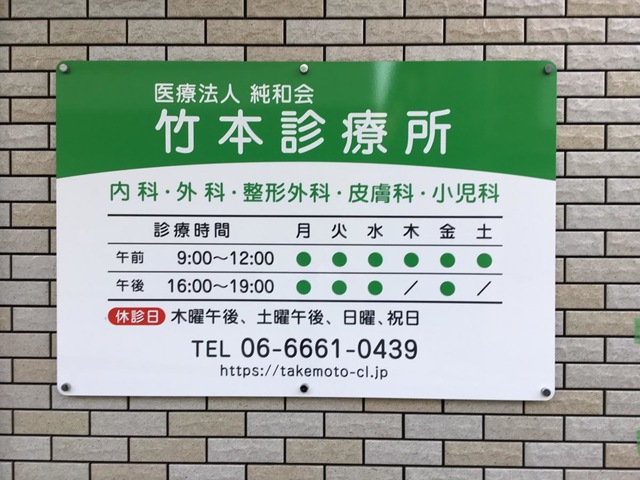 医療法人 純和会
竹本診療所
内科・外科・整形外科・皮膚科・小児科
診療時間 月 火 水 木 金 土
午前 9:00〜12:00 ● ● ● ● ● ●
午後 16:00〜19:00 ● ● ● / ● /
休診日 木曜午後、土曜午後、日曜、祝日
TEL 06-6661-0439
https://takemoto-cl.jp